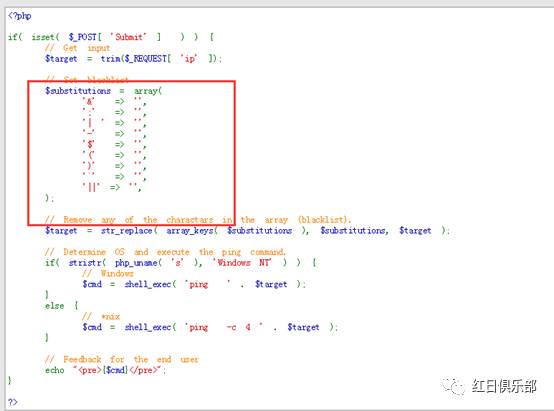 <?php
if( isset( $_POST[ 'Submit' ] ) ) {
// Get input
$target = trim($_REQUEST[ 'ip' ]);
// Set blacklist
$substitutions = array(
'&' => '',
';' => '',
'| ' => '',
'-' => '',
'$' => '',
'(' => '',
')' => '',
'`' => '',
'||' => '',
);
// Remove any of the charactars in the array (blacklist).
$target = str_replace( array_keys( $substitutions ), $substitutions, $target );
// Determine OS and execute the ping command.
if( stristr( php_uname( 's' ), 'Windows NT' ) ) {
// Windows
$cmd = shell_exec( 'ping ' . $target );
}
else {
// *nix
$cmd = shell_exec( 'ping -c 4 ' . $target );
}
// Feedback for the end user
echo "<pre>{$cmd}</pre>";
}
?>
红日俱乐部